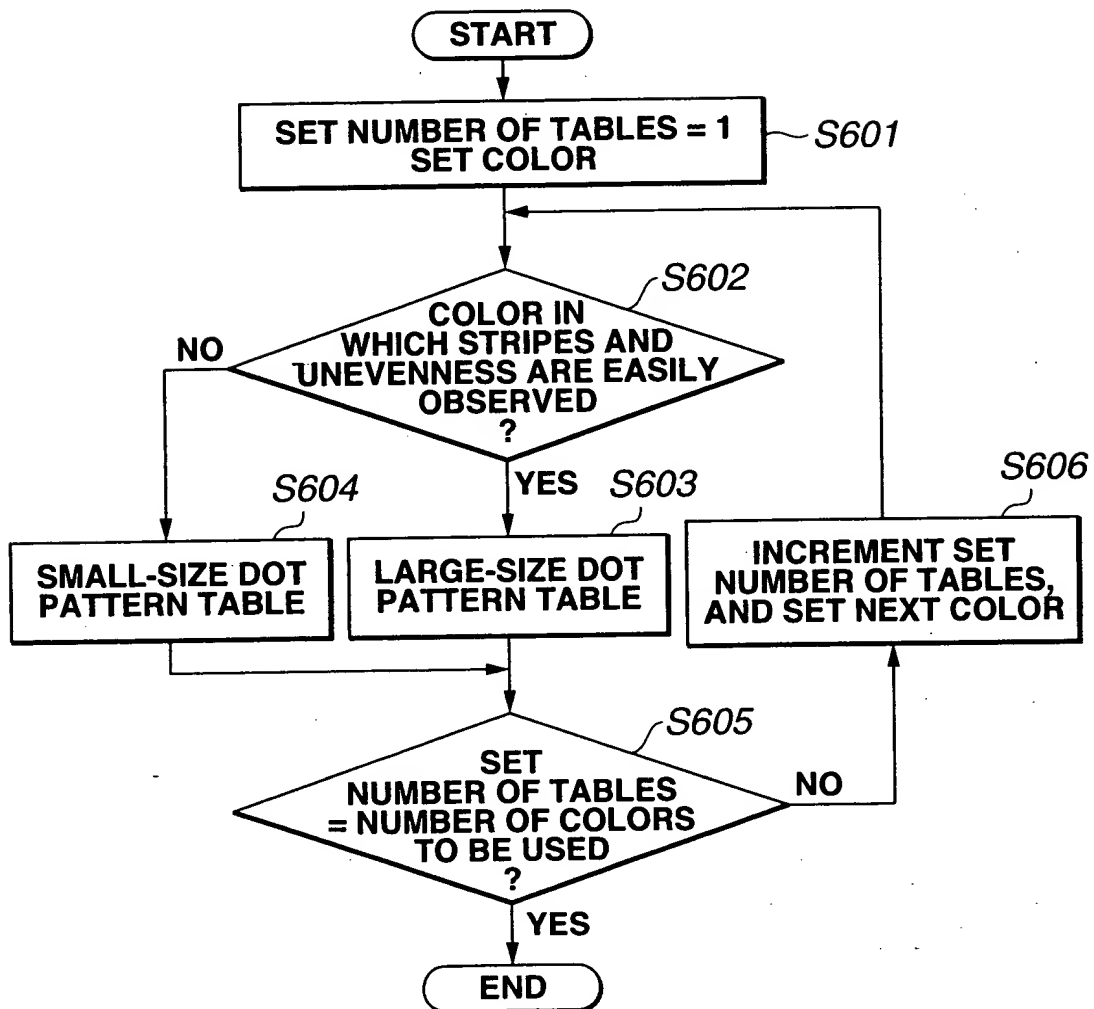 START
SET NUMBER OF TABLES = 1
SET COLOR
S601
S602
COLOR IN
WHICH STRIPES AND
UNEVENNESS ARE EASILY
OBSERVED
?
NO
YES
S604
S603
S606
SMALL-SIZE DOT
PATTERN TABLE
LARGE-SIZE DOT
PATTERN TABLE
INCREMENT SET
NUMBER OF TABLES,
AND SET NEXT COLOR
S605
SET
NUMBER OF TABLES
= NUMBER OF COLORS
TO BE USED
?
NO
YES
END